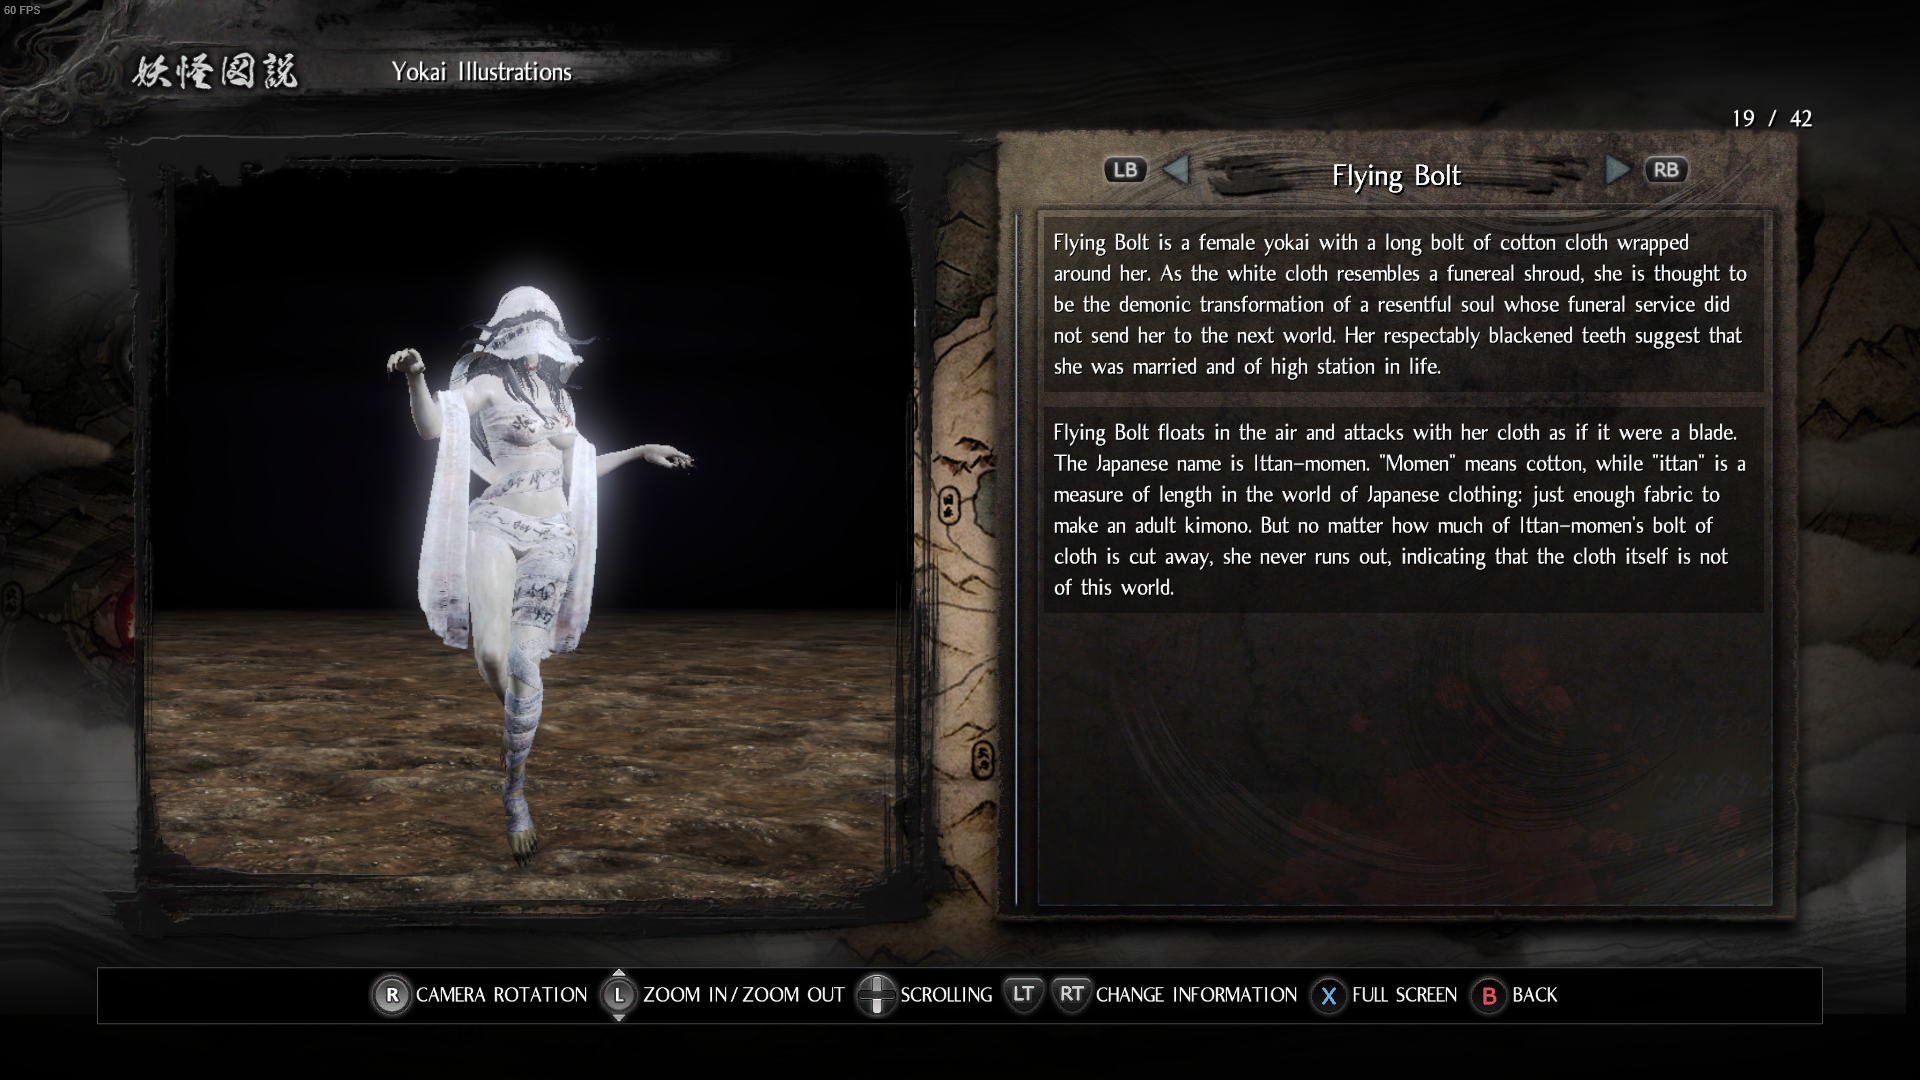 60 FPS
妖怪図説
Yokai Illustrations
19 / 42
LB
Flying Bolt
RB
Flying Bolt is a female yokai with a long bolt of cotton cloth wrapped
around her. As the white cloth resembles a funereal shroud, she is thought to
be the demonic transformation of a resentful soul whose funeral service did
not send her to the next world. Her respectably blackened teeth suggest that
she was married and of high station in life.
Flying Bolt floats in the air and attacks with her cloth as if it were a blade.
The Japanese name is Ittan-momen. "Momen" means cotton, while "ittan" is a
measure of length in the world of Japanese clothing: just enough fabric to
make an adult kimono. But no matter how much of Ittan-momen's bolt of
cloth is cut away, she never runs out, indicating that the cloth itself is not
of this world.
R CAMERA ROTATION L ZOOM IN / ZOOM OUT SCROLLING LT RT CHANGE INFORMATION X FULL SCREEN B BACK